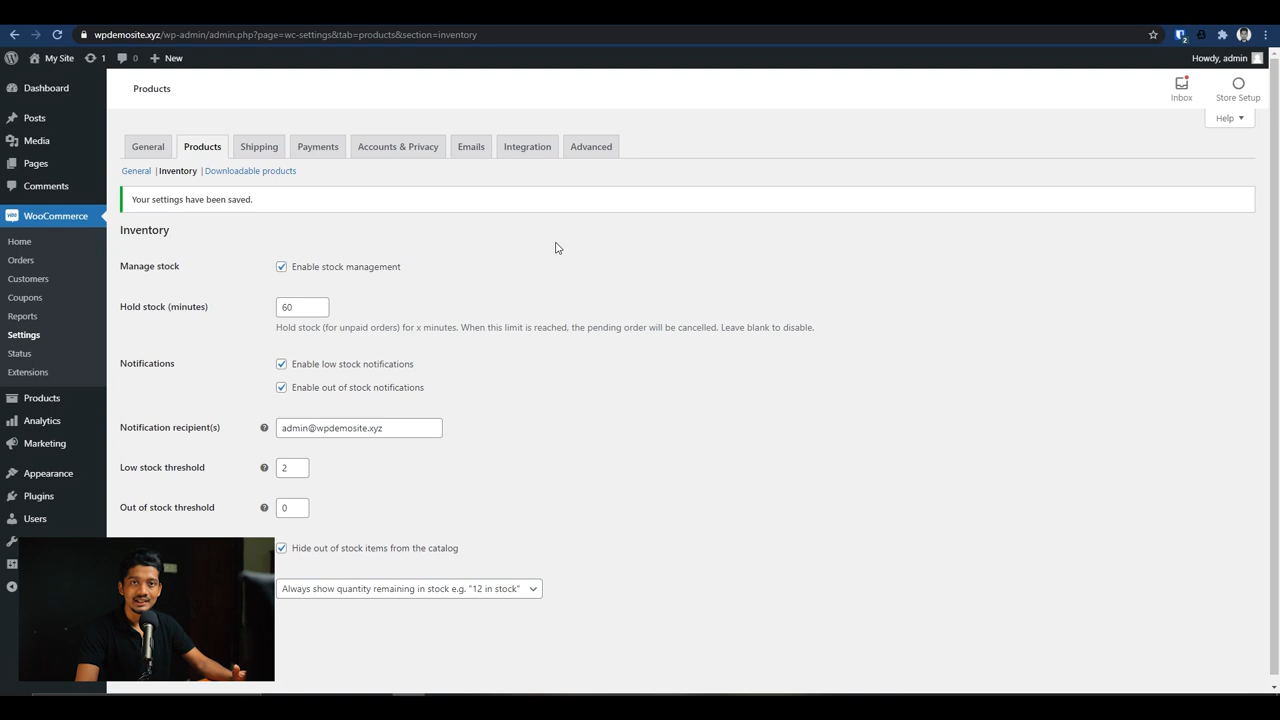 wpdemosite.xyz/wp-admin/admin.php?page=wc-settings&tab=products&section=inventory
2
My Site 1 0 New Howdy, admin
Dashboard
Posts
Media
Pages
Comments
WooCommerce
Home
Orders
Customers
Coupons
Reports
Settings
Status
Extensions
Products
Analytics
Marketing
Appearance
Plugins
Users
Products
Inbox
Store Setup
Help
General Products Shipping Payments Accounts & Privacy Emails Integration Advanced
General | Inventory | Downloadable products
Your settings have been saved.
Inventory
Manage stock Enable stock management
Hold stock (minutes) 60
Hold stock (for unpaid orders) for x minutes. When this limit is reached, the pending order will be cancelled. Leave blank to disable.
Notifications Enable low stock notifications
Enable out of stock notifications
Notification recipient(s) admin@wpdemosite.xyz
Low stock threshold 2
Out of stock threshold 0
Hide out of stock items from the catalog
Always show quantity remaining in stock e.g. "12 in stock"